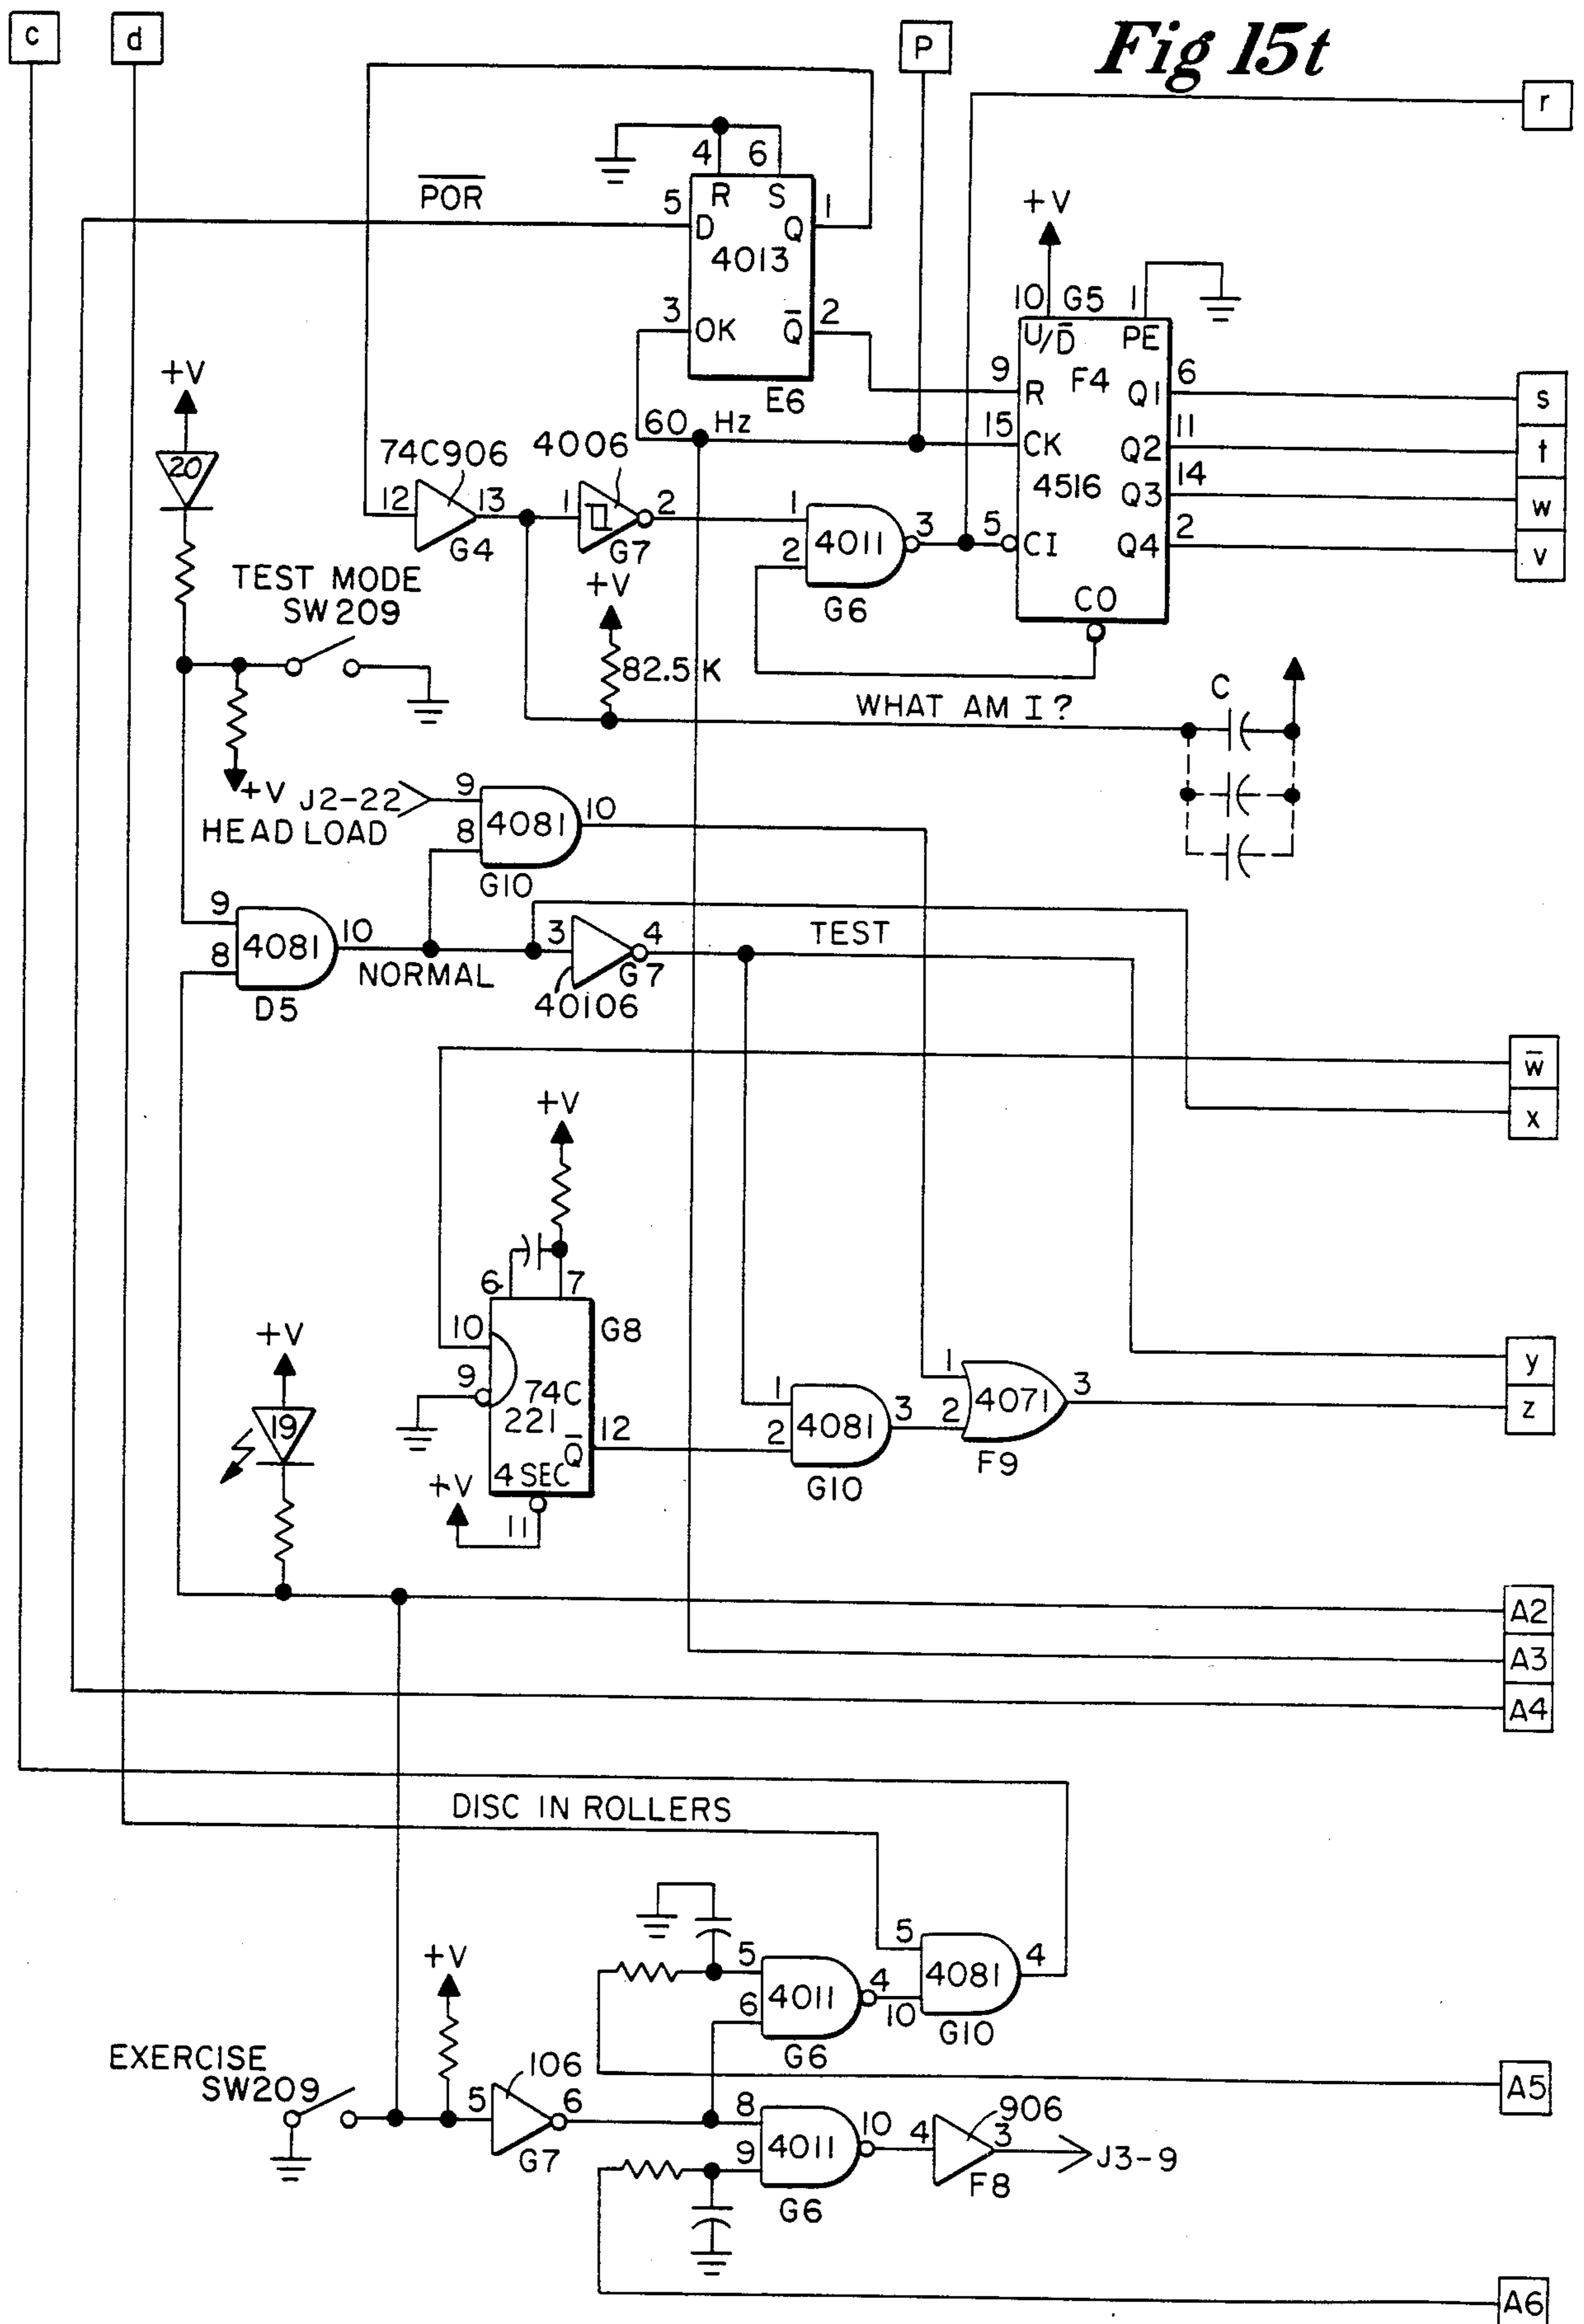 c
d
P
Fig 15t
r
4
6
R
S
POR
5
D
Q
1
4013
3
OK
Q
2
E6
+V
10
G5
1
U/D
PE
9
R
F4
Q1
6
s
60 Hz
15
CK
Q2
11
t
4516
Q3
14
w
5
CI
Q4
2
v
CO
+V
20
74C906
4006
12
13
G4
1
2
G7
1
2
4011
3
G6
TEST MODE
SW209
+V
82.5 K
WHAT AM I?
C
+V
J2-22
HEAD LOAD
9
8
4081
10
G10
9
8
4081
10
D5
NORMAL
3
4
G7
40106
TEST
w
x
+V
6
7
10
G8
9
74C
221
Q
12
4 SEC
+V
11
+V
19
1
2
4081
3
G10
1
2
4071
3
F9
y
z
A2
A3
A4
DISC IN ROLLERS
5
6
4011
4
10
G6
5
4081
4
G10
+V
EXERCISE
SW209
5
106
6
G7
A5
8
9
4011
10
G6
4
906
3
F8
J3-9
A6